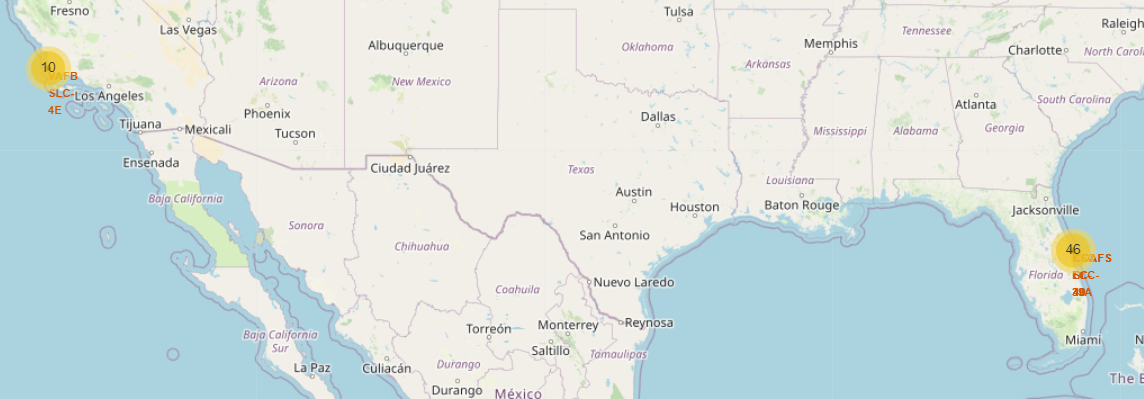 Fresno
Tulsa
Las Vegas
Raleigh
Tennessee
Albuquerque
Oklahoma
Memphis
Charlotte
North Carol
10
VAFB
SLC-
4E
Los Angeles
Arizona
New Mexico
Arkansas
South Carolina
Phoenix
Atlanta
Tijuana
Mexicali
Tucson
Dallas
Mississippi
Alabama
Georgia
Ensenada
Ciudad Juárez
Texas
Louisiana
Baja California
Austin
Houston
Baton Rouge
Jacksonville
Sonora
San Antonio
Chihuahua
46
AFS
Florida
Coahuila
Nuevo Laredo
Torreón
Monterrey
Reynosa
Baja California
Sur
Saltillo
Tamaulipas
Miami
N
La Paz
Culiacán
Durango
Durango
México
The B